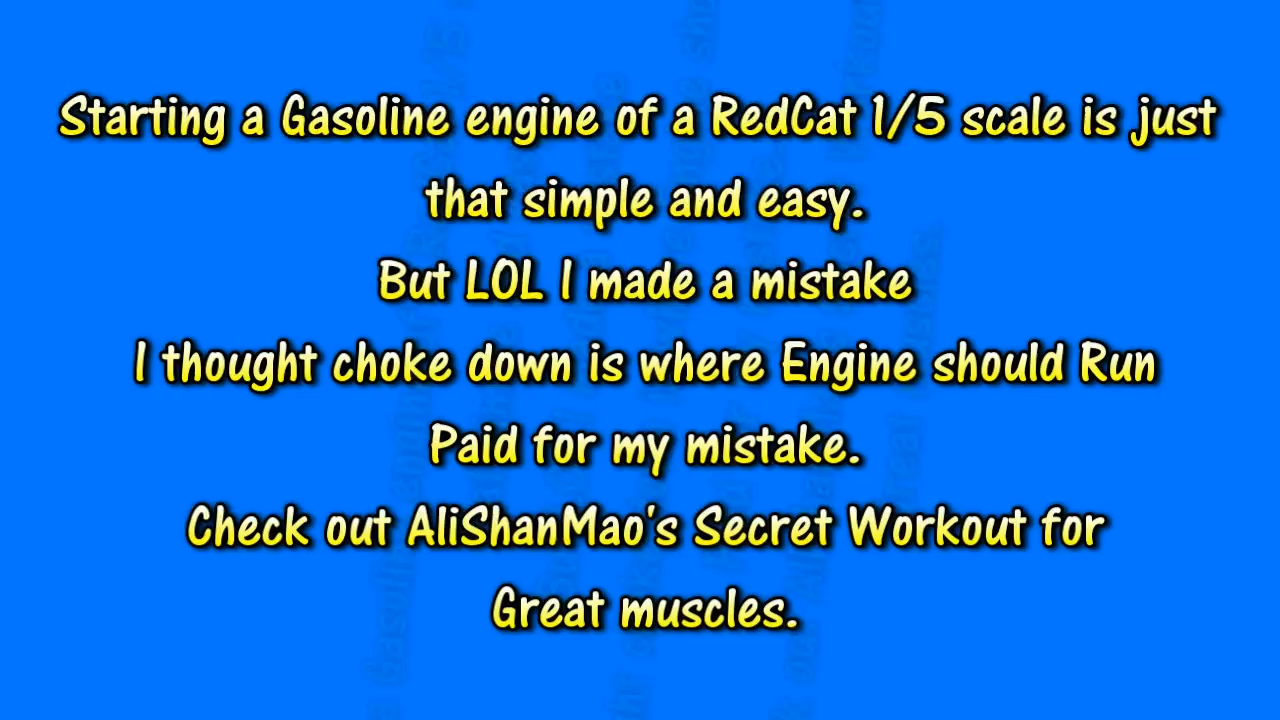 Starting a Gasoline engine of a RedCat 1/5 scale is just
that simple and easy.
But LOL I made a mistake
I thought choke down is where Engine should Run
Paid for my mistake.
Check out AliShanMao's Secret Workout for
Great muscles.